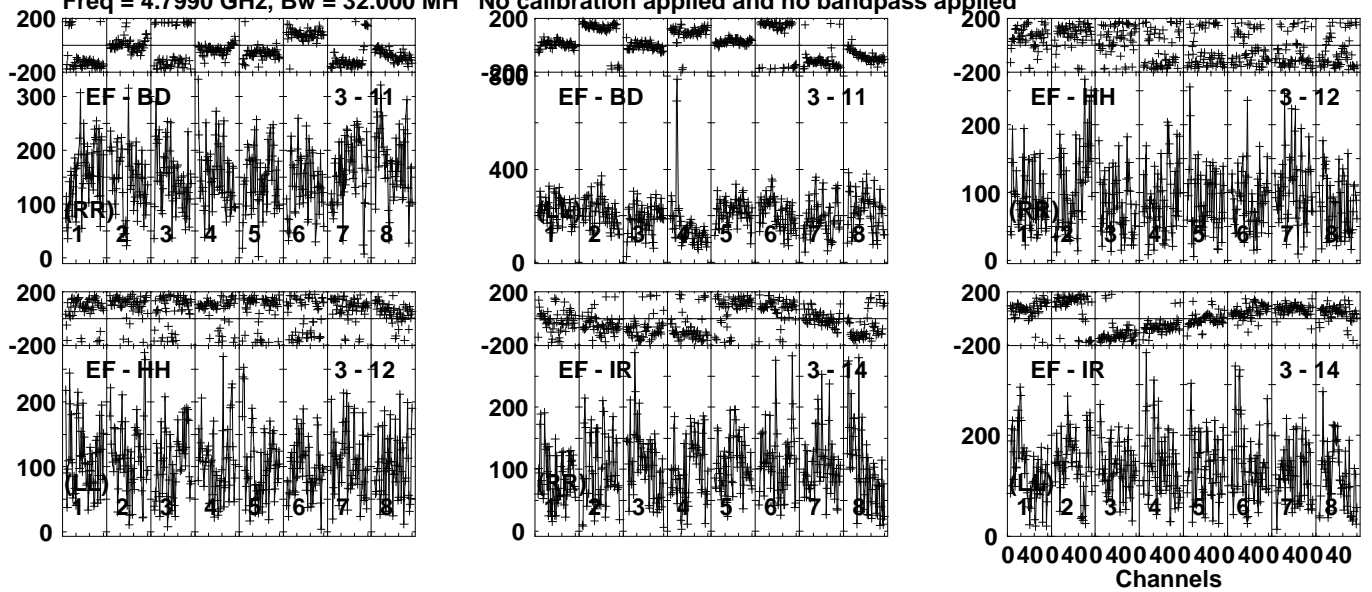 Freq = 4.7990 GHz, Bw = 32.000 MH No calibration applied and no bandpass applied
200
-200
300
200
100
0
EF - BD 3 - 11
(RR)
1 2 3 4 5 6 7 8
200
-200
800
400
0
EF - BD 3 - 11
(LL)
1 2 3 4 5 6 7 8
200
-200
200
100
0
EF - HH 3 - 12
(RR)
1 2 3 4 5 6 7 8
200
-200
200
100
0
EF - HH 3 - 12
(LL)
1 2 3 4 5 6 7 8
200
-200
200
100
0
EF - IR 3 - 14
(RR)
1 2 3 4 5 6 7 8
200
-200
200
0
EF - IR 3 - 14
(LL)
1 2 3 4 5 6 7 8
0 40 0 40 0 40 0 40 0 40 0 40 0 40 0 40
Channels